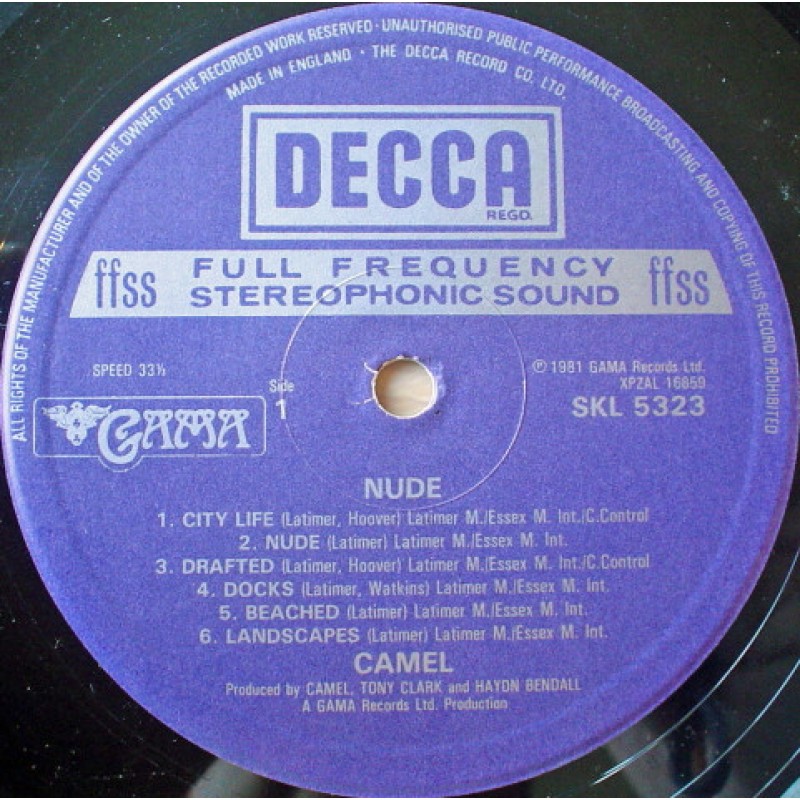 ALL RIGHTS OF THE MANUFACTURER AND OF THE OWNER OF THE RECORDED WORK RESERVED · UNAUTHORISED PUBLIC PERFORMANCE BROADCASTING AND COPYING OF THIS RECORD PROHIBITED
MADE IN ENGLAND · THE DECCA RECORD CO. LTD.
DECCA
REGD.
ffss FULL FREQUENCY STEREOPHONIC SOUND ffss
SPEED 33⅓
Side
1
℗ 1981 GAMA Records Ltd.
XPZAL 16659
SKL 5323
GAMA
NUDE
1. CITY LIFE (Latimer, Hoover) Latimer M./Essex M. Int./C.Control
2. NUDE (Latimer) Latimer M./Essex M. Int.
3. DRAFTED (Latimer, Hoover) Latimer M./Essex M. Int./C.Control
4. DOCKS (Latimer, Watkins) Latimer M./Essex M. Int.
5. BEACHED (Latimer) Latimer M./Essex M. Int.
6. LANDSCAPES (Latimer) Latimer M./Essex M. Int.
CAMEL
Produced by CAMEL, TONY CLARK and HAYDN BENDALL
A GAMA Records Ltd. Production